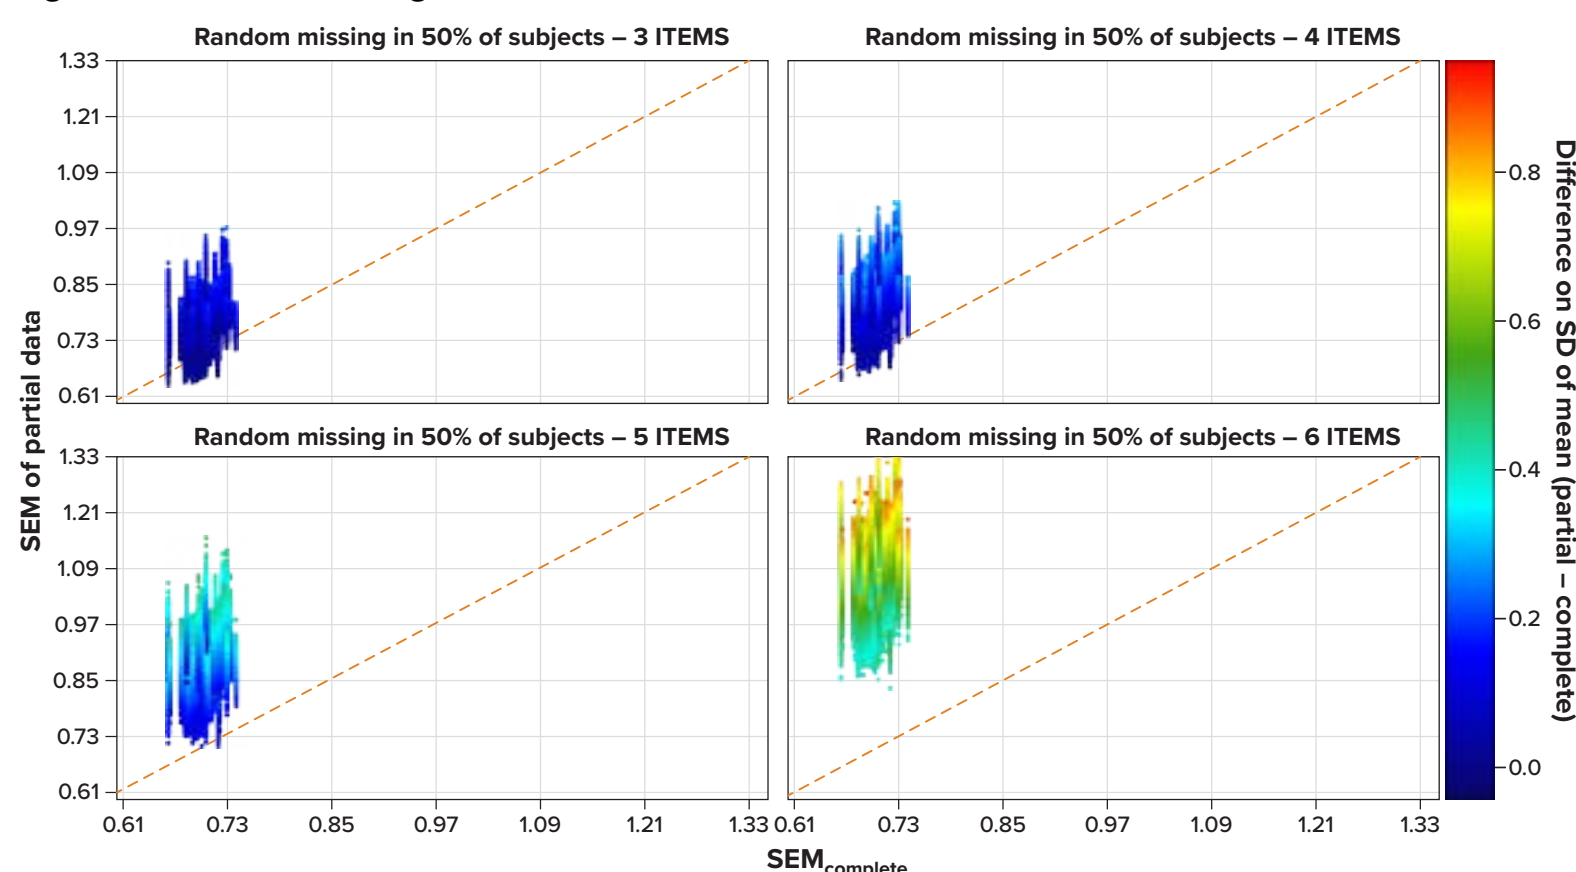 Random missing in 50% of subjects – 3 ITEMS
Random missing in 50% of subjects – 4 ITEMS
1.33
1.21
1.09
0.97
0.85
0.73
0.61
0.8
0.6
0.4
0.2
0.0
Difference on SD of mean (partial – complete)
SEM of partial data
Random missing in 50% of subjects – 5 ITEMS
Random missing in 50% of subjects – 6 ITEMS
1.33
1.21
1.09
0.97
0.85
0.73
0.61
0.61 0.73 0.85 0.97 1.09 1.21 1.33
0.61 0.73 0.85 0.97 1.09 1.21 1.33
SEMcomplete